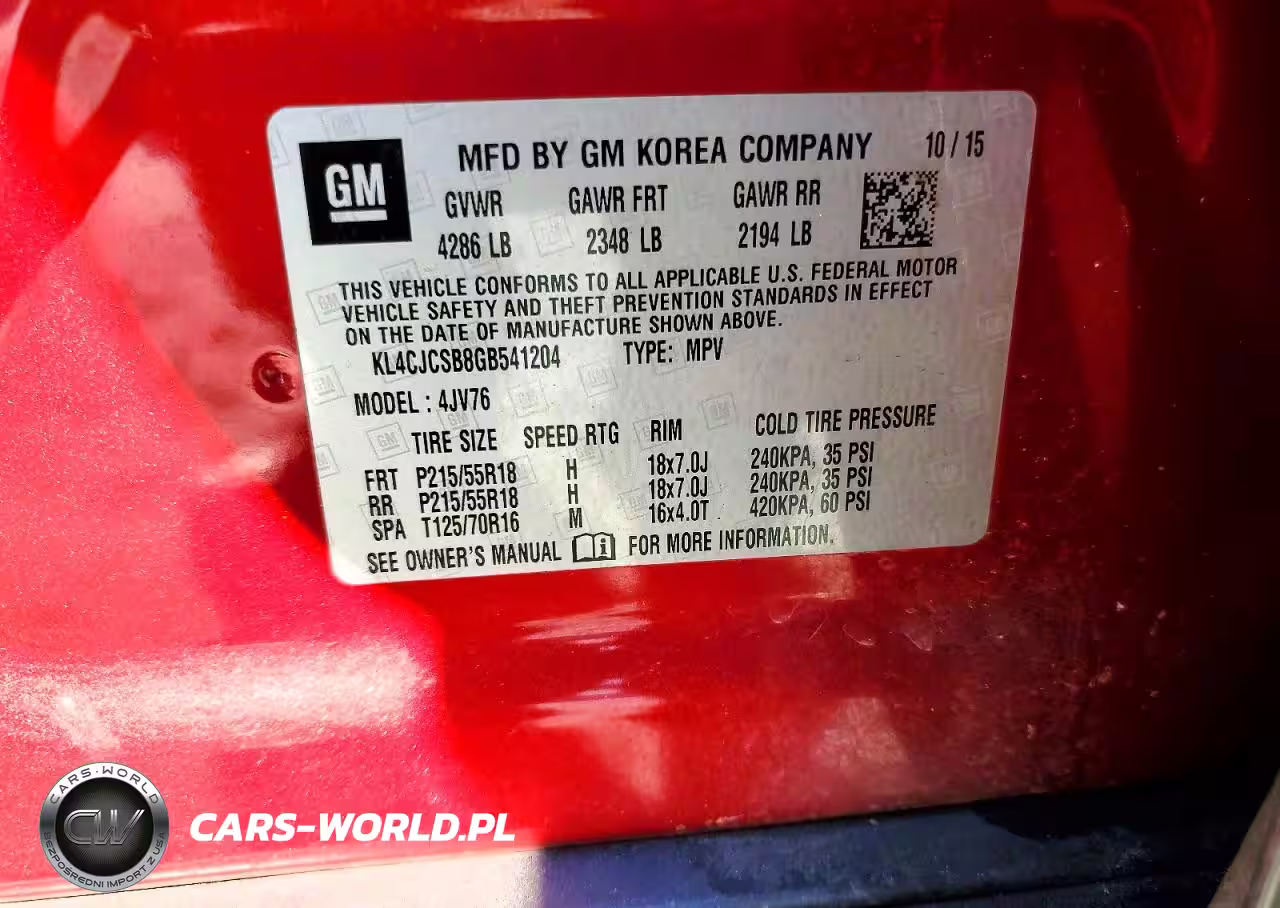 GM
MFD BY GM KOREA COMPANY 10 / 15
GVWR GAWR FRT GAWR RR
4286 LB 2348 LB 2194 LB
THIS VEHICLE CONFORMS TO ALL APPLICABLE U.S. FEDERAL MOTOR
VEHICLE SAFETY AND THEFT PREVENTION STANDARDS IN EFFECT
ON THE DATE OF MANUFACTURE SHOWN ABOVE.
KL4CJCSB8GB541204 TYPE: MPV
MODEL : 4JV76
TIRE SIZE SPEED RTG RIM COLD TIRE PRESSURE
FRT P215/55R18 H 18x7.0J 240KPA, 35 PSI
RR P215/55R18 H 18x7.0J 240KPA, 35 PSI
SPA T125/70R16 M 16x4.0T 420KPA, 60 PSI
SEE OWNER'S MANUAL FOR MORE INFORMATION.
CARS-WORLD
CW
BEZPOŚREDNI IMPORT Z USA
CARS-WORLD.PL